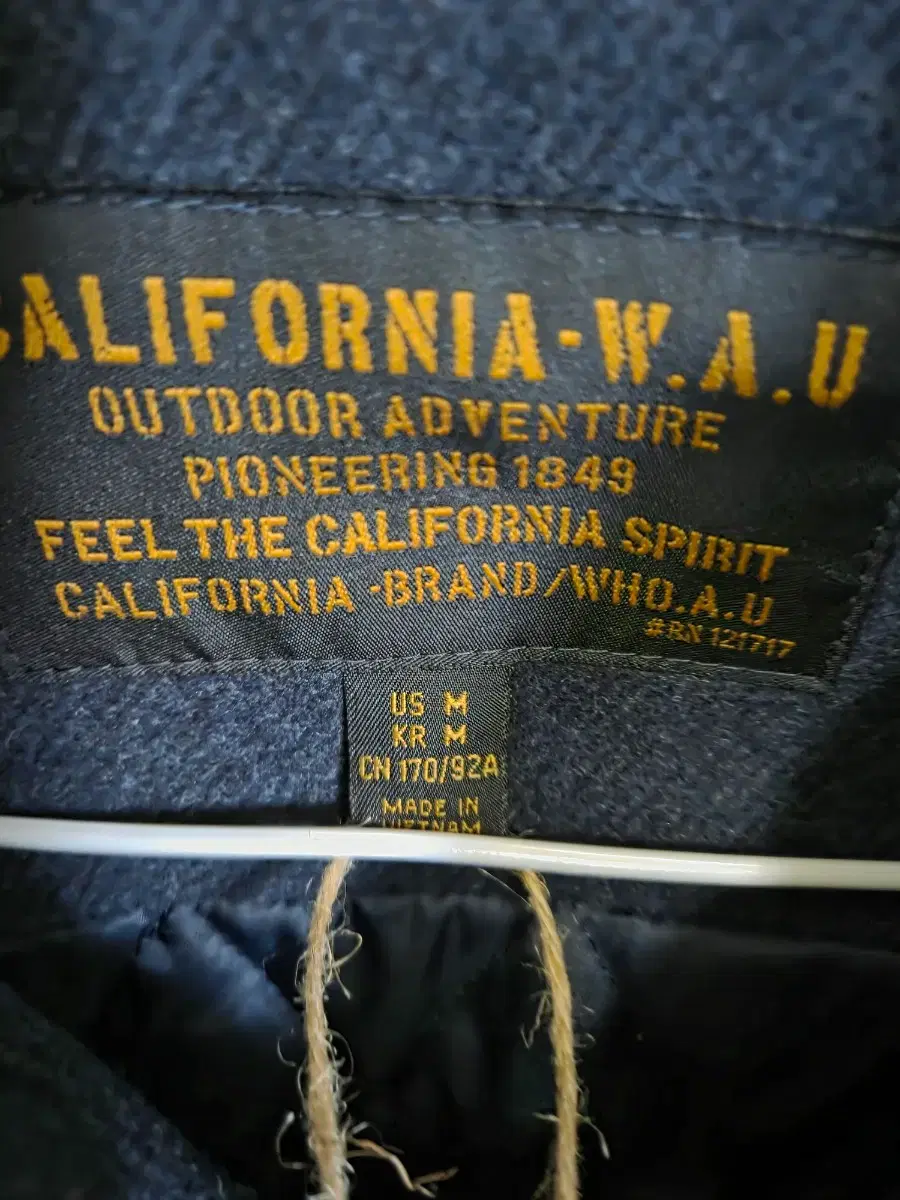 CALIFORNIA-W.A.U
OUTDOOR ADVENTURE
PIONEERING 1849
FEEL THE CALIFORNIA SPIRIT
CALIFORNIA -BRAND/WHO.A.U
#RN 121717
US M
KR M
CN 170/92A
MADE IN
VIETNAM